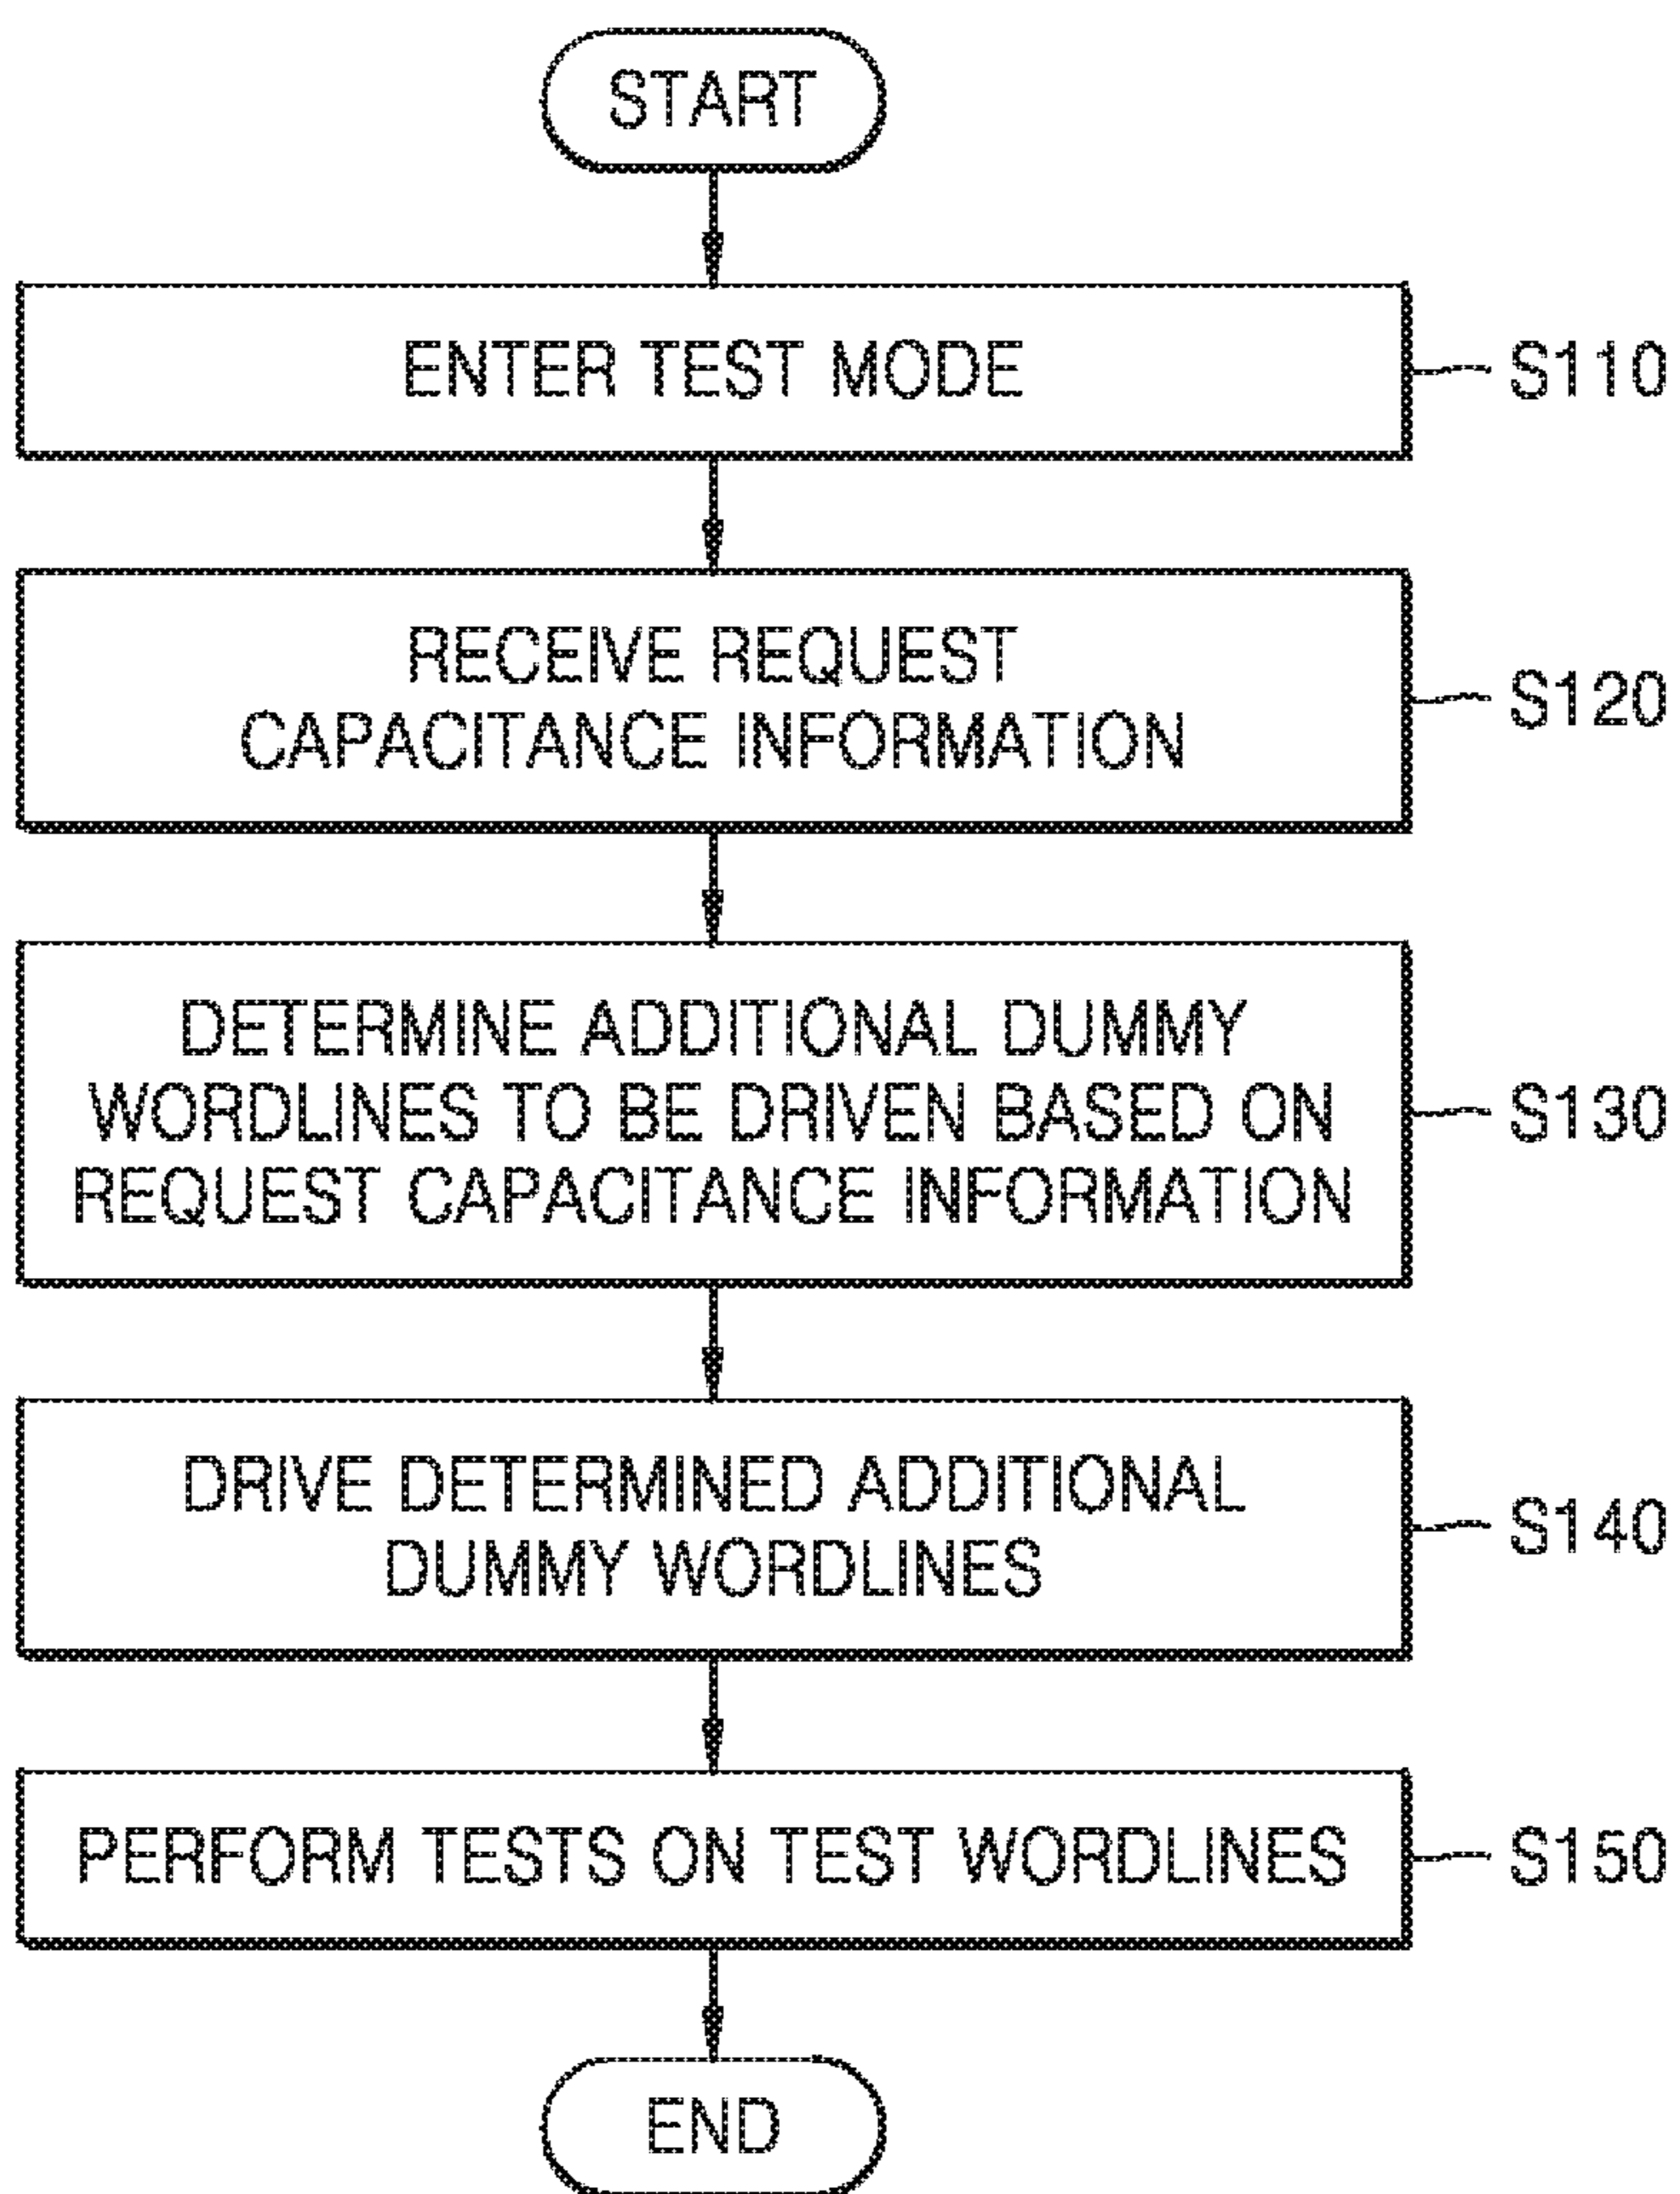 START
ENTER TEST MODE
S110
RECEIVE REQUEST
CAPACITANCE INFORMATION
S120
DETERMINE ADDITIONAL DUMMY
WORDLINES TO BE DRIVEN BASED ON
REQUEST CAPACITANCE INFORMATION
S130
DRIVE DETERMINED ADDITIONAL
DUMMY WORDLINES
S140
PERFORM TESTS ON TEST WORDLINES
S150
END